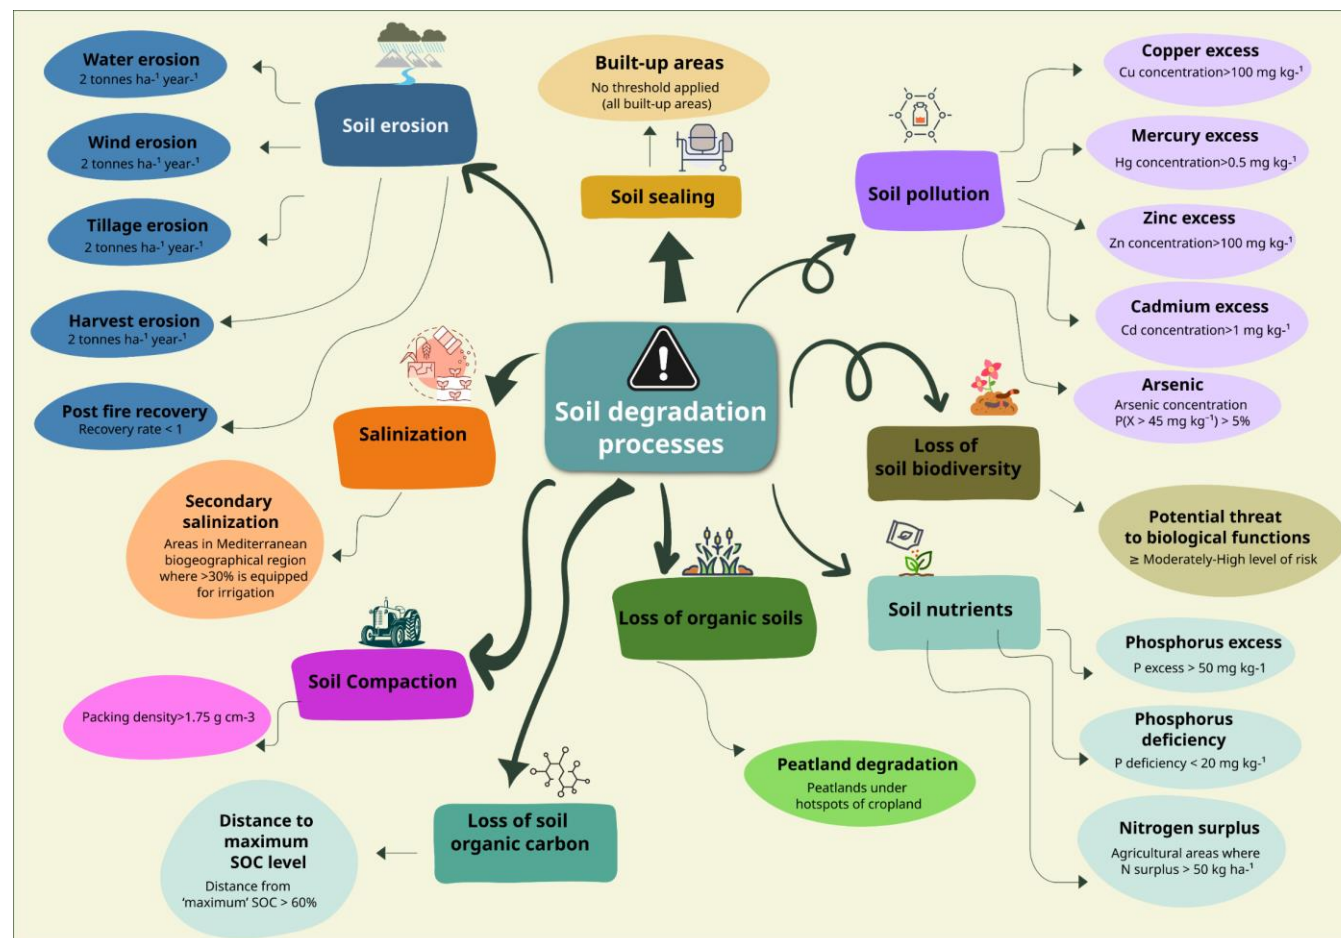 Water erosion
2 tonnes ha-¹ year-¹
Wind erosion
2 tonnes ha-¹ year-¹
Tillage erosion
2 tonnes ha-¹ year-¹
Harvest erosion
2 tonnes ha-¹ year-¹
Post fire recovery
Recovery rate < 1
Soil erosion
Built-up areas
No threshold applied
(all built-up areas)
Soil sealing
Soil pollution
Copper excess
Cu concentration>100 mg kg-¹
Mercury excess
Hg concentration>0.5 mg kg-¹
Zinc excess
Zn concentration>100 mg kg-¹
Cadmium excess
Cd concentration>1 mg kg-¹
Arsenic
Arsenic concentration
P(X > 45 mg kg⁻¹) > 5%
Soil degradation
processes
Salinization
Secondary
salinization
Areas in Mediterranean
biogeographical region
where >30% is equipped
for irrigation
Loss of
soil biodiversity
Potential threat
to biological functions
≥ Moderately-High level of risk
Soil nutrients
Phosphorus excess
P excess > 50 mg kg-1
Phosphorus
deficiency
P deficiency < 20 mg kg-¹
Nitrogen surplus
Agricultural areas where
N surplus > 50 kg ha-¹
Loss of organic soils
Peatland degradation
Peatlands under
hotspots of cropland
Soil Compaction
Packing density>1.75 g cm-3
Loss of soil
organic carbon
Distance to
maximum
SOC level
Distance from
‘maximum’ SOC > 60%